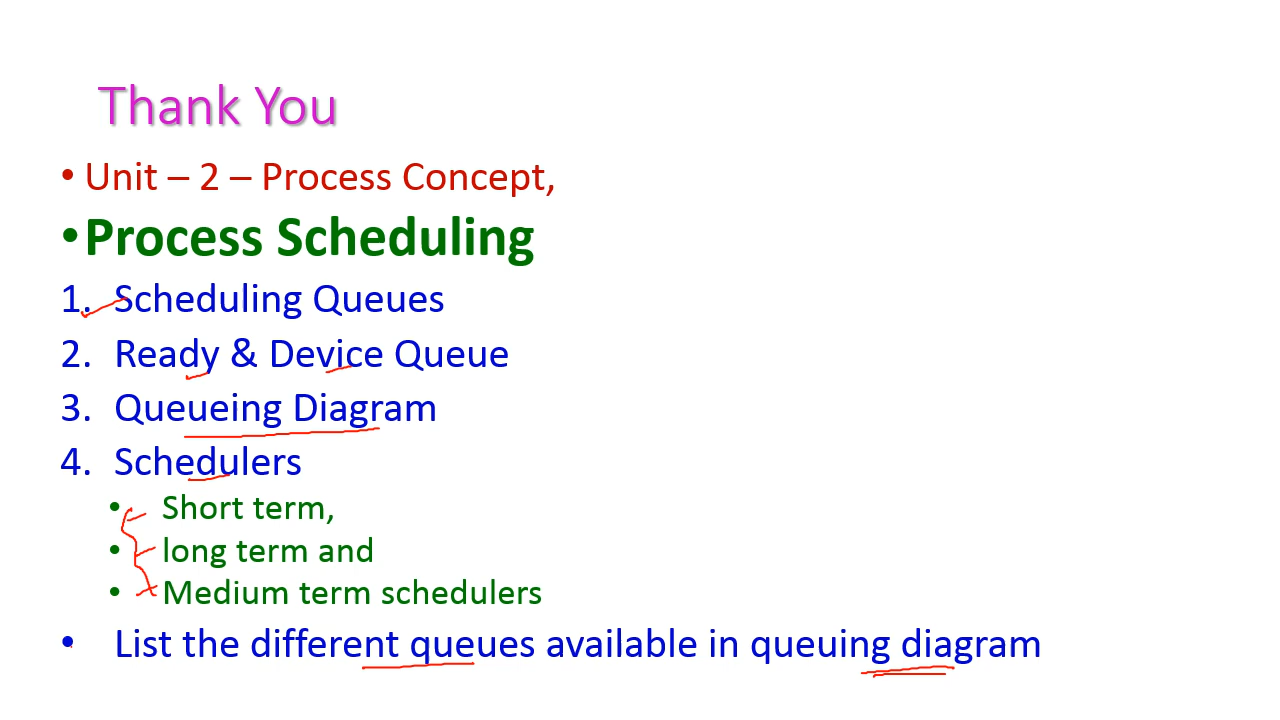 Thank You
• Unit – 2 – Process Concept,
• Process Scheduling
1. Scheduling Queues
2. Ready & Device Queue
3. Queueing Diagram
4. Schedulers
• Short term,
• long term and
• Medium term schedulers
• List the different queues available in queuing diagram